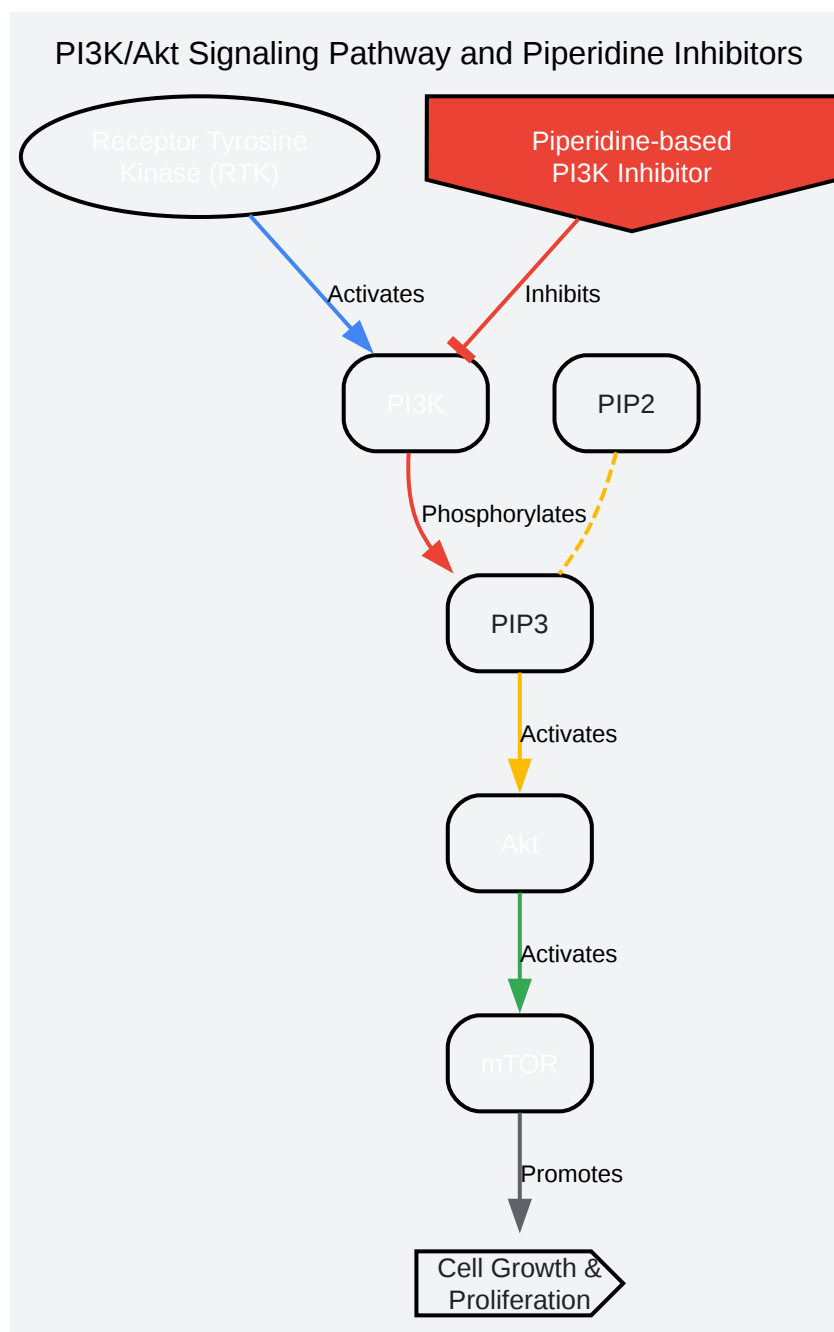 PI3K/Akt Signaling Pathway and Piperidine Inhibitors
Receptor Tyrosine
Kinase (RTK)
Piperidine-based
PI3K Inhibitor
Activates
Inhibits
PI3K
PIP2
Phosphorylates
PIP3
Activates
Akt
Activates
mTOR
Promotes
Cell Growth &
Proliferation